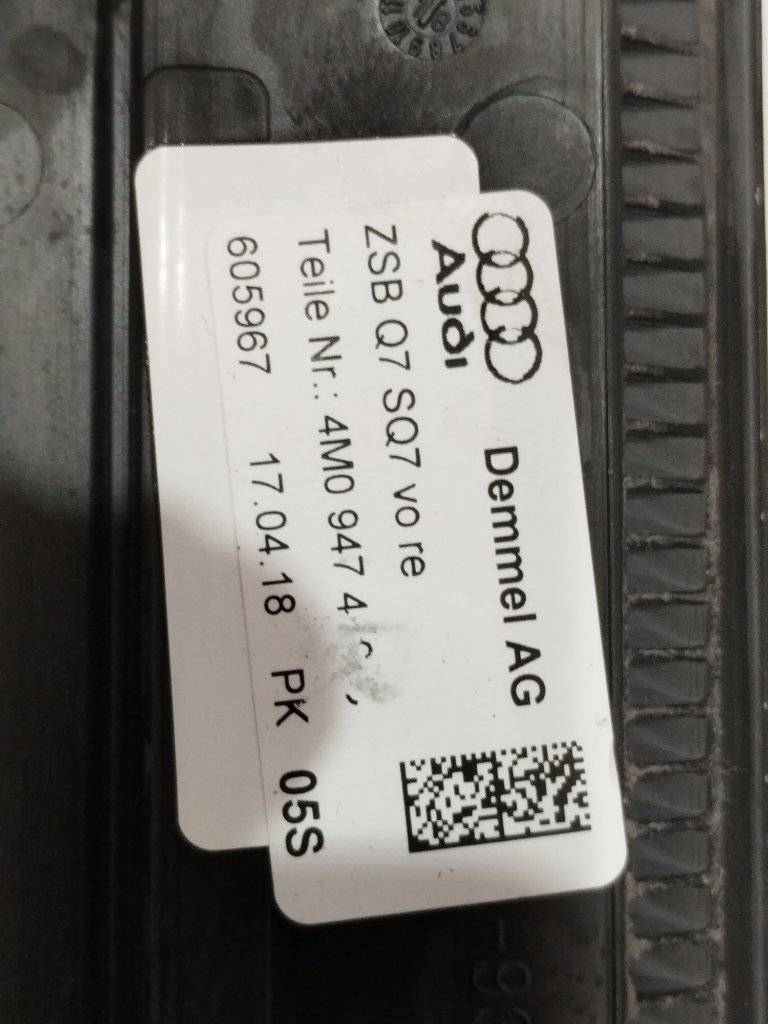 Audi
Demmel AG
ZSB Q7 SQ7 vo re
Teile Nr.: 4M0 947 4
605967 17.04.18 PK 05S